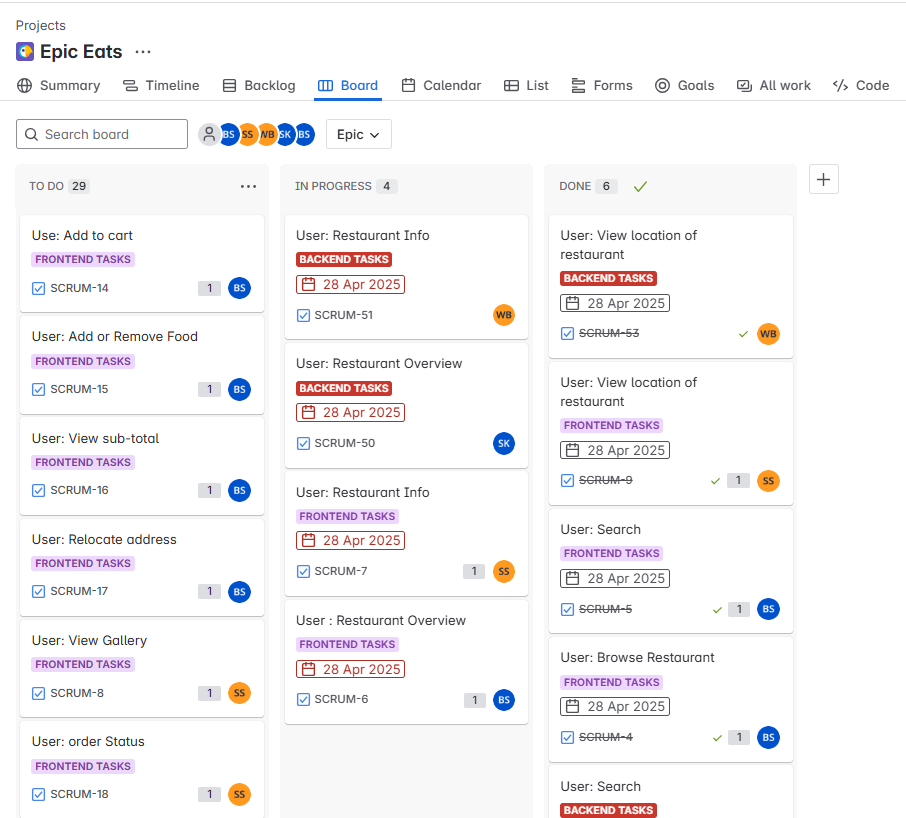 Projects
Epic Eats ...
Summary Timeline Backlog Board Calendar List Forms Goals All work Code
Search board BS SS WB SK BS Epic
TO DO 29 ...
Use: Add to cart
FRONTEND TASKS
SCRUM-14 1 BS
User: Add or Remove Food
FRONTEND TASKS
SCRUM-15 1 BS
User: View sub-total
FRONTEND TASKS
SCRUM-16 1 BS
User: Relocate address
FRONTEND TASKS
SCRUM-17 1 BS
User: View Gallery
FRONTEND TASKS
SCRUM-8 1 SS
User: order Status
FRONTEND TASKS
SCRUM-18 1 SS
IN PROGRESS 4
User: Restaurant Info
BACKEND TASKS
28 Apr 2025
SCRUM-51 WB
User: Restaurant Overview
BACKEND TASKS
28 Apr 2025
SCRUM-50 SK
User: Restaurant Info
FRONTEND TASKS
28 Apr 2025
SCRUM-7 1 SS
User : Restaurant Overview
FRONTEND TASKS
28 Apr 2025
SCRUM-6 1 BS
DONE 6
User: View location of
restaurant
BACKEND TASKS
28 Apr 2025
SCRUM-53 WB
User: View location of
restaurant
FRONTEND TASKS
28 Apr 2025
SCRUM-9 1 SS
User: Search
FRONTEND TASKS
28 Apr 2025
SCRUM-5 1 BS
User: Browse Restaurant
FRONTEND TASKS
28 Apr 2025
SCRUM-4 1 BS
User: Search
BACKEND TASKS